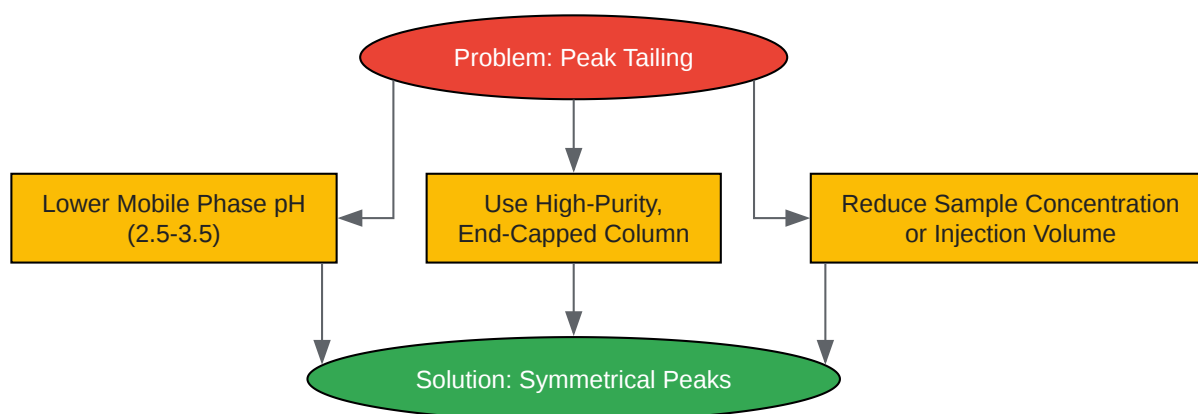 Problem: Peak Tailing
Lower Mobile Phase pH
(2.5-3.5)
Use High-Purity,
End-Capped Column
Reduce Sample Concentration
or Injection Volume
Solution: Symmetrical Peaks